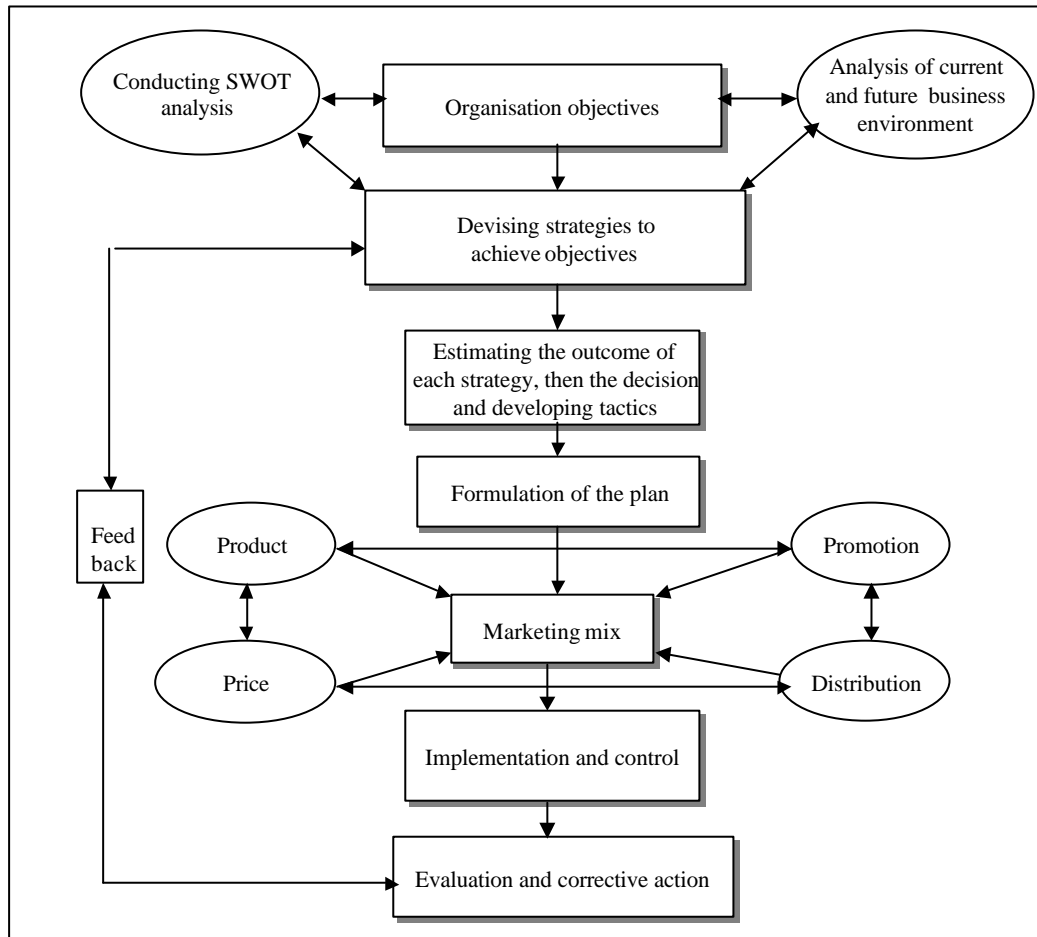 Conducting SWOT
analysis
Organisation objectives
Analysis of current
and future business
environment
Devising strategies to
achieve objectives
Estimating the outcome of
each strategy, then the decision
and developing tactics
Formulation of the plan
Feed
back
Product
Promotion
Marketing mix
Price
Distribution
Implementation and control
Evaluation and corrective action